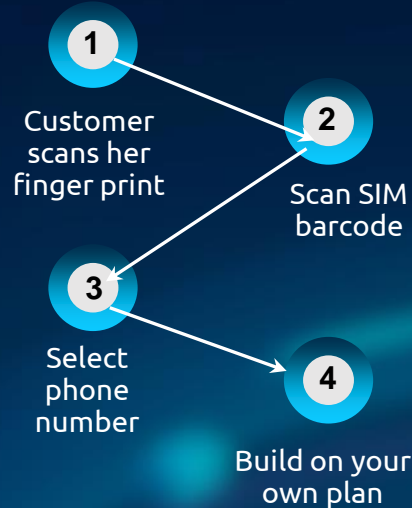 1
Customer
scans her
finger print
2
Scan SIM
barcode
3
Select
phone
number
4
Build on your
own plan